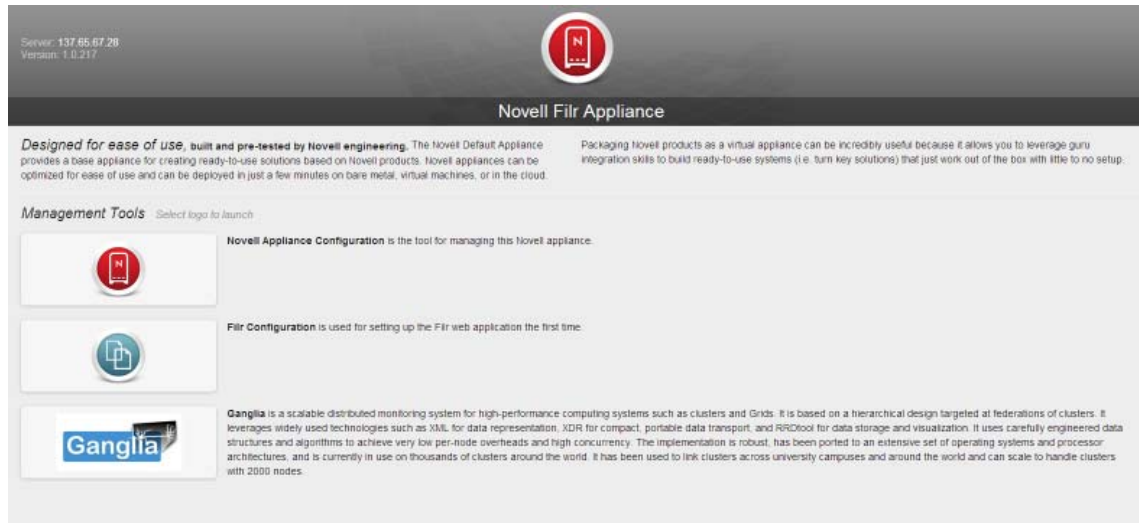 Server: 137.65.67.28
Version: 1.0.217
N
Novell Filr Appliance
Designed for ease of use, built and pre-tested by Novell engineering. The Novell Default Appliance
provides a base appliance for creating ready-to-use solutions based on Novell products. Novell appliances can be
optimized for ease of use and can be deployed in just a few minutes on bare metal, virtual machines, or in the cloud.
Packaging Novell products as a virtual appliance can be incredibly useful because it allows you to leverage guru
integration skills to build ready-to-use systems (i.e. turn key solutions) that just work out of the box with little to no setup.
Management Tools Select logo to launch
N
Novell Appliance Configuration is the tool for managing this Novell appliance.
Filr Configuration is used for setting up the Filr web application the first time.
Ganglia
Ganglia is a scalable distributed monitoring system for high-performance computing systems such as clusters and Grids. It is based on a hierarchical design targeted at federations of clusters. It
leverages widely used technologies such as XML for data representation, XDR for compact, portable data transport, and RRDtool for data storage and visualization. It uses carefully engineered data
structures and algorithms to achieve very low per-node overheads and high concurrency. The implementation is robust, has been ported to an extensive set of operating systems and processor
architectures, and is currently in use on thousands of clusters around the world. It has been used to link clusters across university campuses and around the world and can scale to handle clusters
with 2000 nodes.